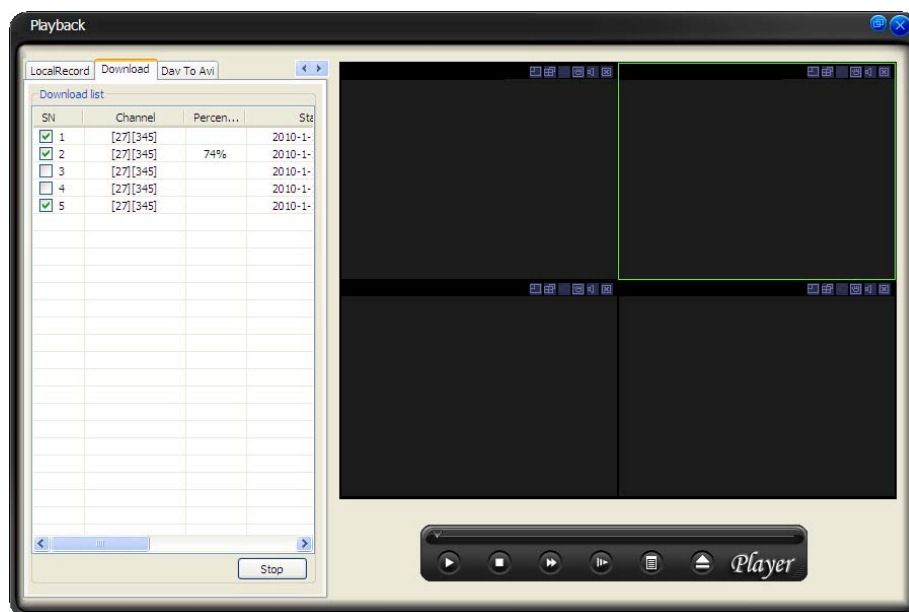 Playback
LocalRecord Download Dav To Avi
Download list
SN Channel Percen... Sta
1 [27][345] 2010-1-
2 [27][345] 74% 2010-1-
3 [27][345] 2010-1-
4 [27][345] 2010-1-
5 [27][345] 2010-1-
Stop
Player